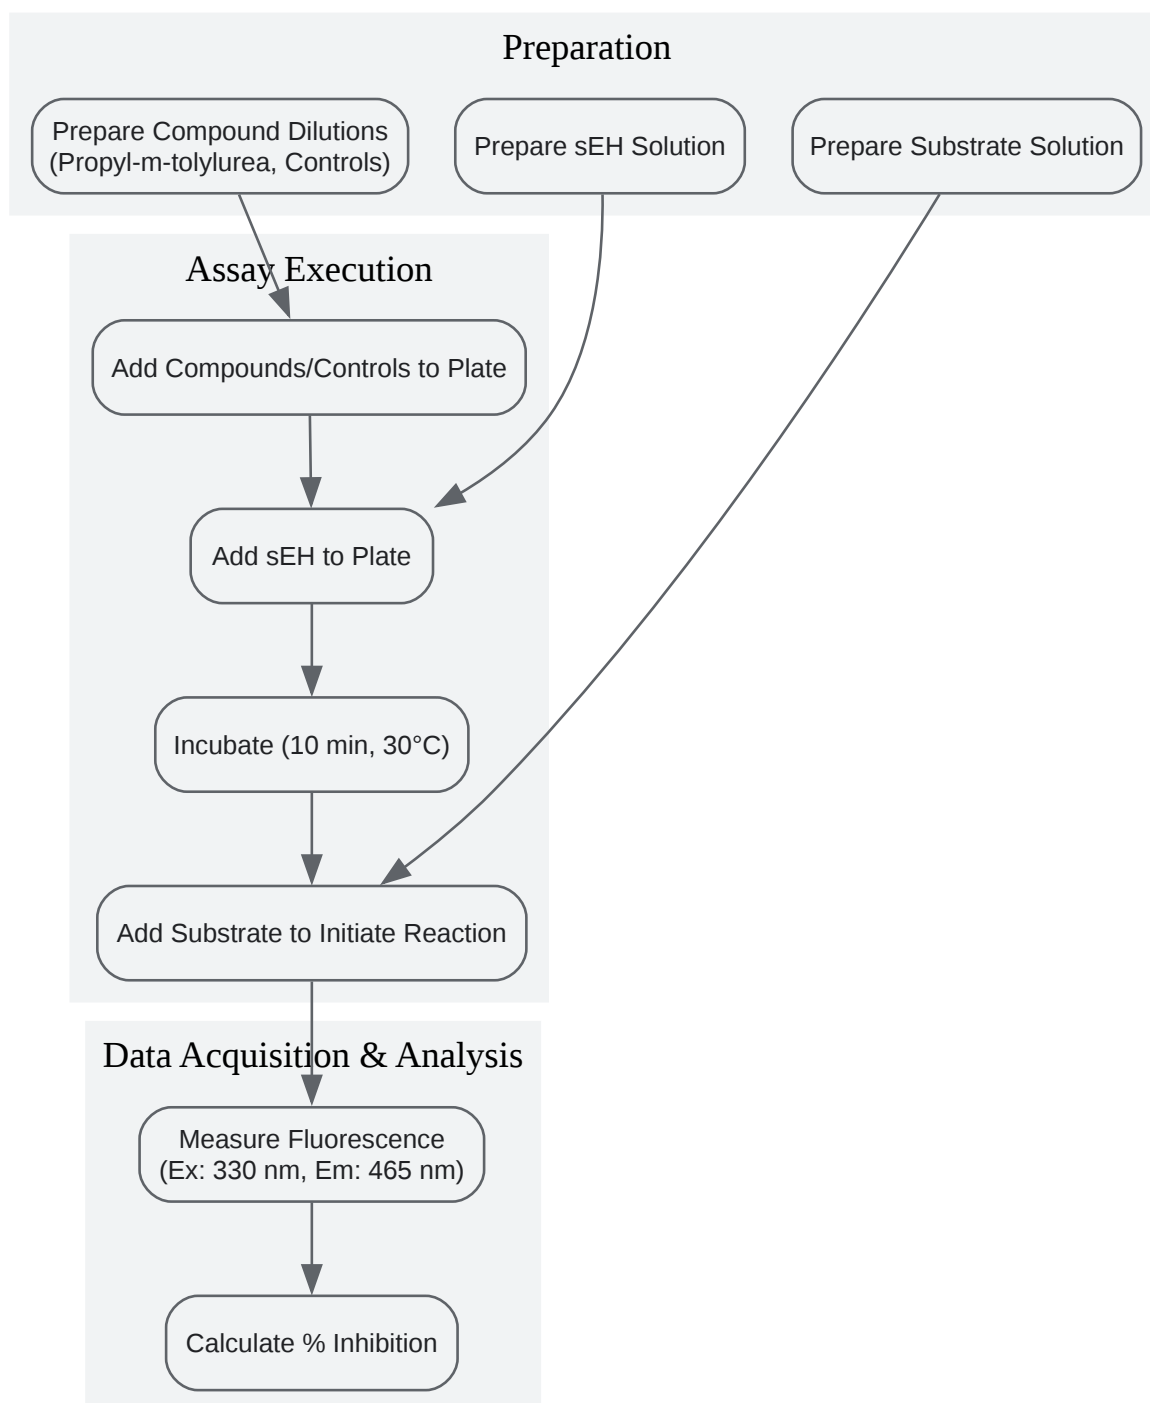 Preparation
Prepare Compound Dilutions
(Propyl-m-tolylurea, Controls)
Prepare sEH Solution
Prepare Substrate Solution
Assay Execution
Add Compounds/Controls to Plate
Add sEH to Plate
Incubate (10 min, 30°C)
Add Substrate to Initiate Reaction
Data Acquisition & Analysis
Measure Fluorescence
(Ex: 330 nm, Em: 465 nm)
Calculate % Inhibition